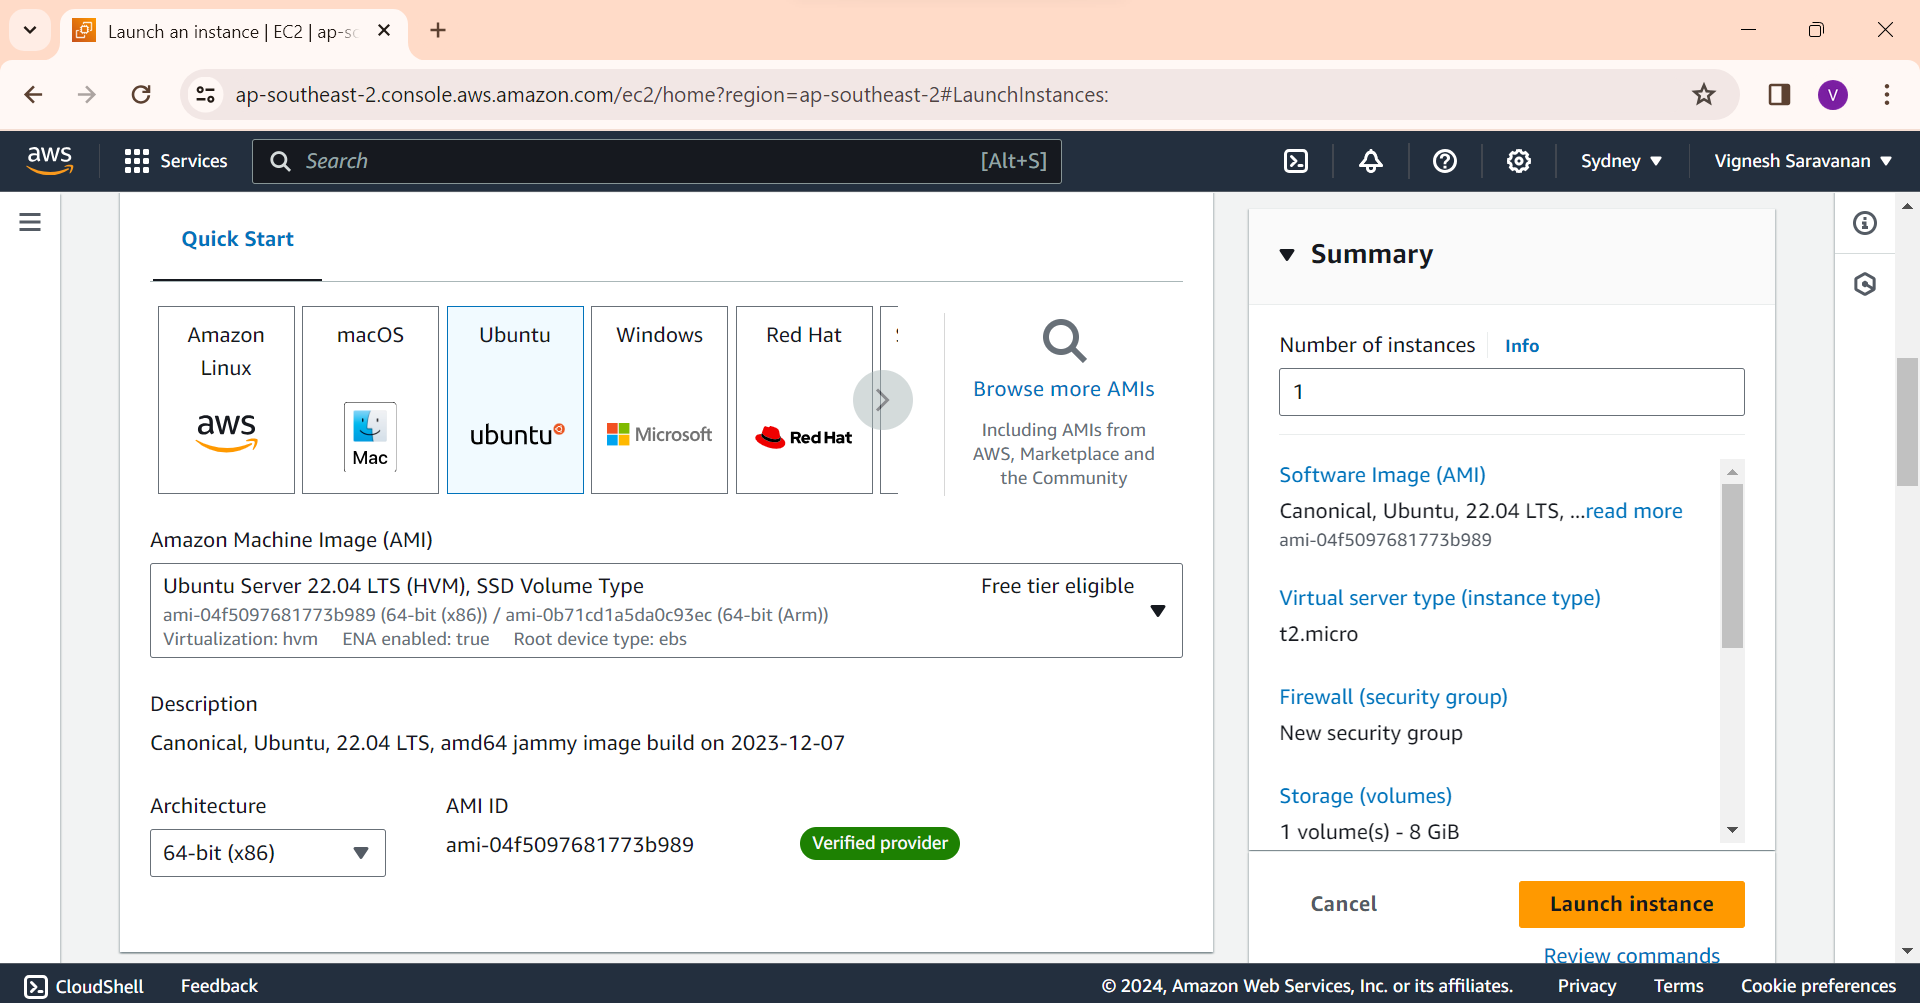 Launch an instance | EC2 | ap-sc
ap-southeast-2.console.aws.amazon.com/ec2/home?region=ap-southeast-2#LaunchInstances:
V
aws
Services
Search
[Alt+S]
Sydney
Vignesh Saravanan
Quick Start
Amazon Linux
aws
macOS
Mac
Ubuntu
ubuntu
Windows
Microsoft
Red Hat
Red Hat
Browse more AMIs
Including AMIs from
AWS, Marketplace and
the Community
Amazon Machine Image (AMI)
Ubuntu Server 22.04 LTS (HVM), SSD Volume Type
Free tier eligible
ami-04f5097681773b989 (64-bit (x86)) / ami-0b71cd1a5da0c93ec (64-bit (Arm))
Virtualization: hvm ENA enabled: true Root device type: ebs
Description
Canonical, Ubuntu, 22.04 LTS, amd64 jammy image build on 2023-12-07
Architecture
64-bit (x86)
AMI ID
ami-04f5097681773b989
Verified provider
Summary
Number of instances
Info
1
Software Image (AMI)
Canonical, Ubuntu, 22.04 LTS, ...read more
ami-04f5097681773b989
Virtual server type (instance type)
t2.micro
Firewall (security group)
New security group
Storage (volumes)
1 volume(s) - 8 GiB
Cancel
Launch instance
Review commands
CloudShell
Feedback
© 2024, Amazon Web Services, Inc. or its affiliates.
Privacy
Terms
Cookie preferences